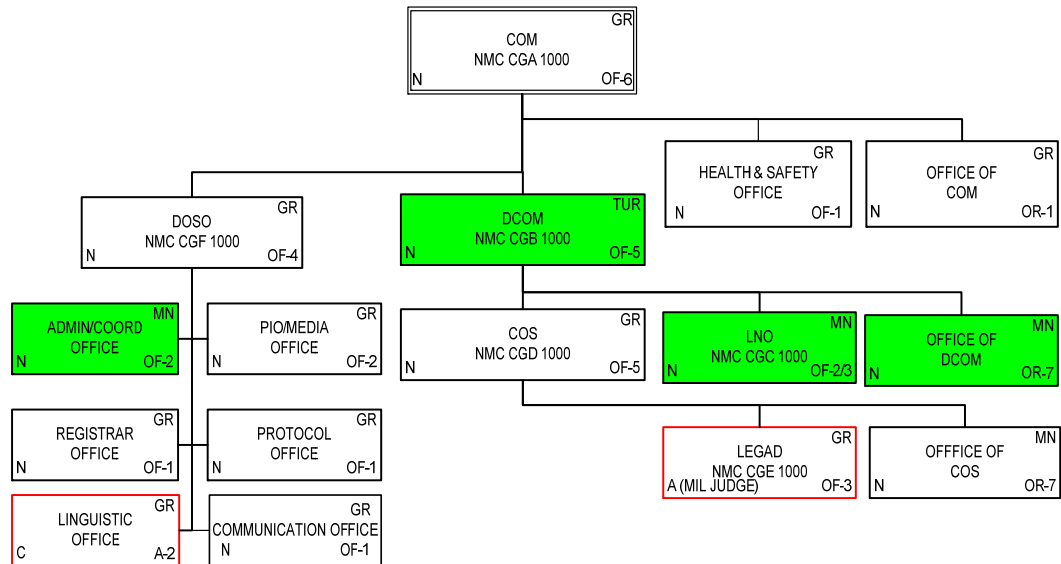 GR
COM
NMC CGA 1000
N OF-6
GR
HEALTH & SAFETY
OFFICE
N OF-1
GR
OFFICE OF
COM
N OR-1
GR
DOSO
NMC CGF 1000
N OF-4
TUR
DCOM
NMC CGB 1000
N OF-5
MN
ADMIN/COORD
OFFICE
N OF-2
GR
PIO/MEDIA
OFFICE
N OF-2
GR
COS
NMC CGD 1000
N OF-5
MN
LNO
NMC CGC 1000
N OF-2/3
MN
OFFICE OF
DCOM
N OR-7
GR
REGISTRAR
OFFICE
N OF-1
GR
PROTOCOL
OFFICE
N OF-1
GR
LEGAD
NMC CGE 1000
A (MIL JUDGE) OF-3
MN
OFFFICE OF
COS
N OR-7
GR
LINGUISTIC
OFFICE
C A-2
GR
COMMUNICATION OFFICE
N OF-1